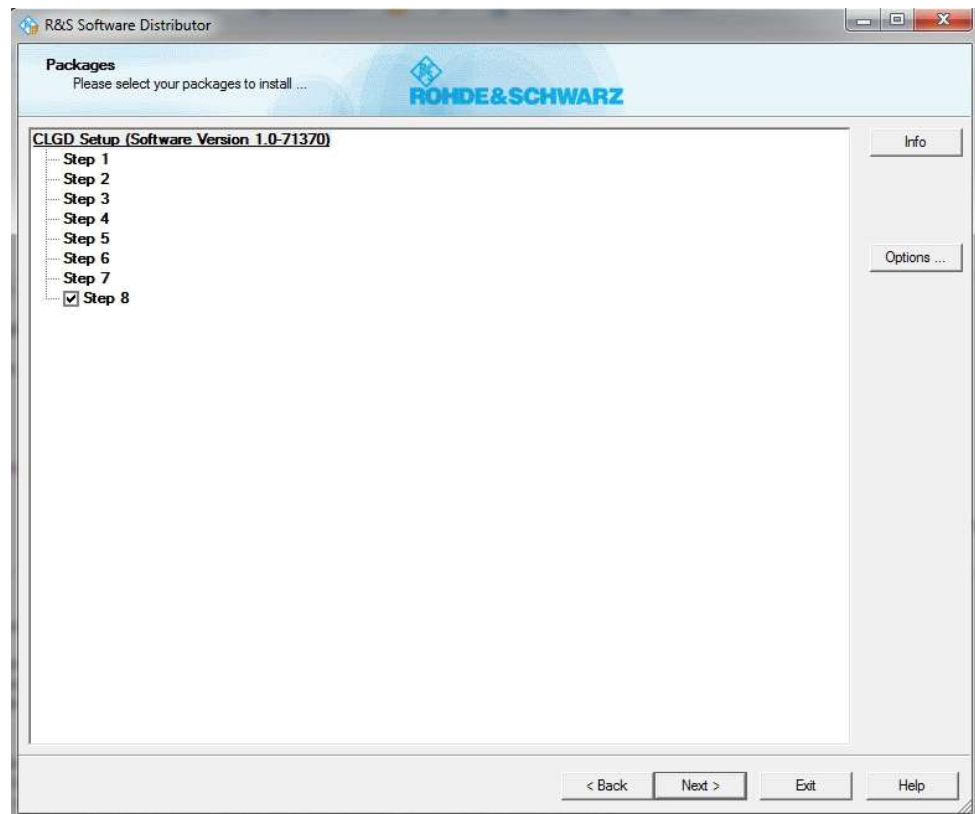 R&S Software Distributor
Packages
Please select your packages to install ...
ROHDE&SCHWARZ
CLGD Setup (Software Version 1.0-71370)
Step 1
Step 2
Step 3
Step 4
Step 5
Step 6
Step 7
Step 8
Info
Options ...
< Back
Next >
Exit
Help